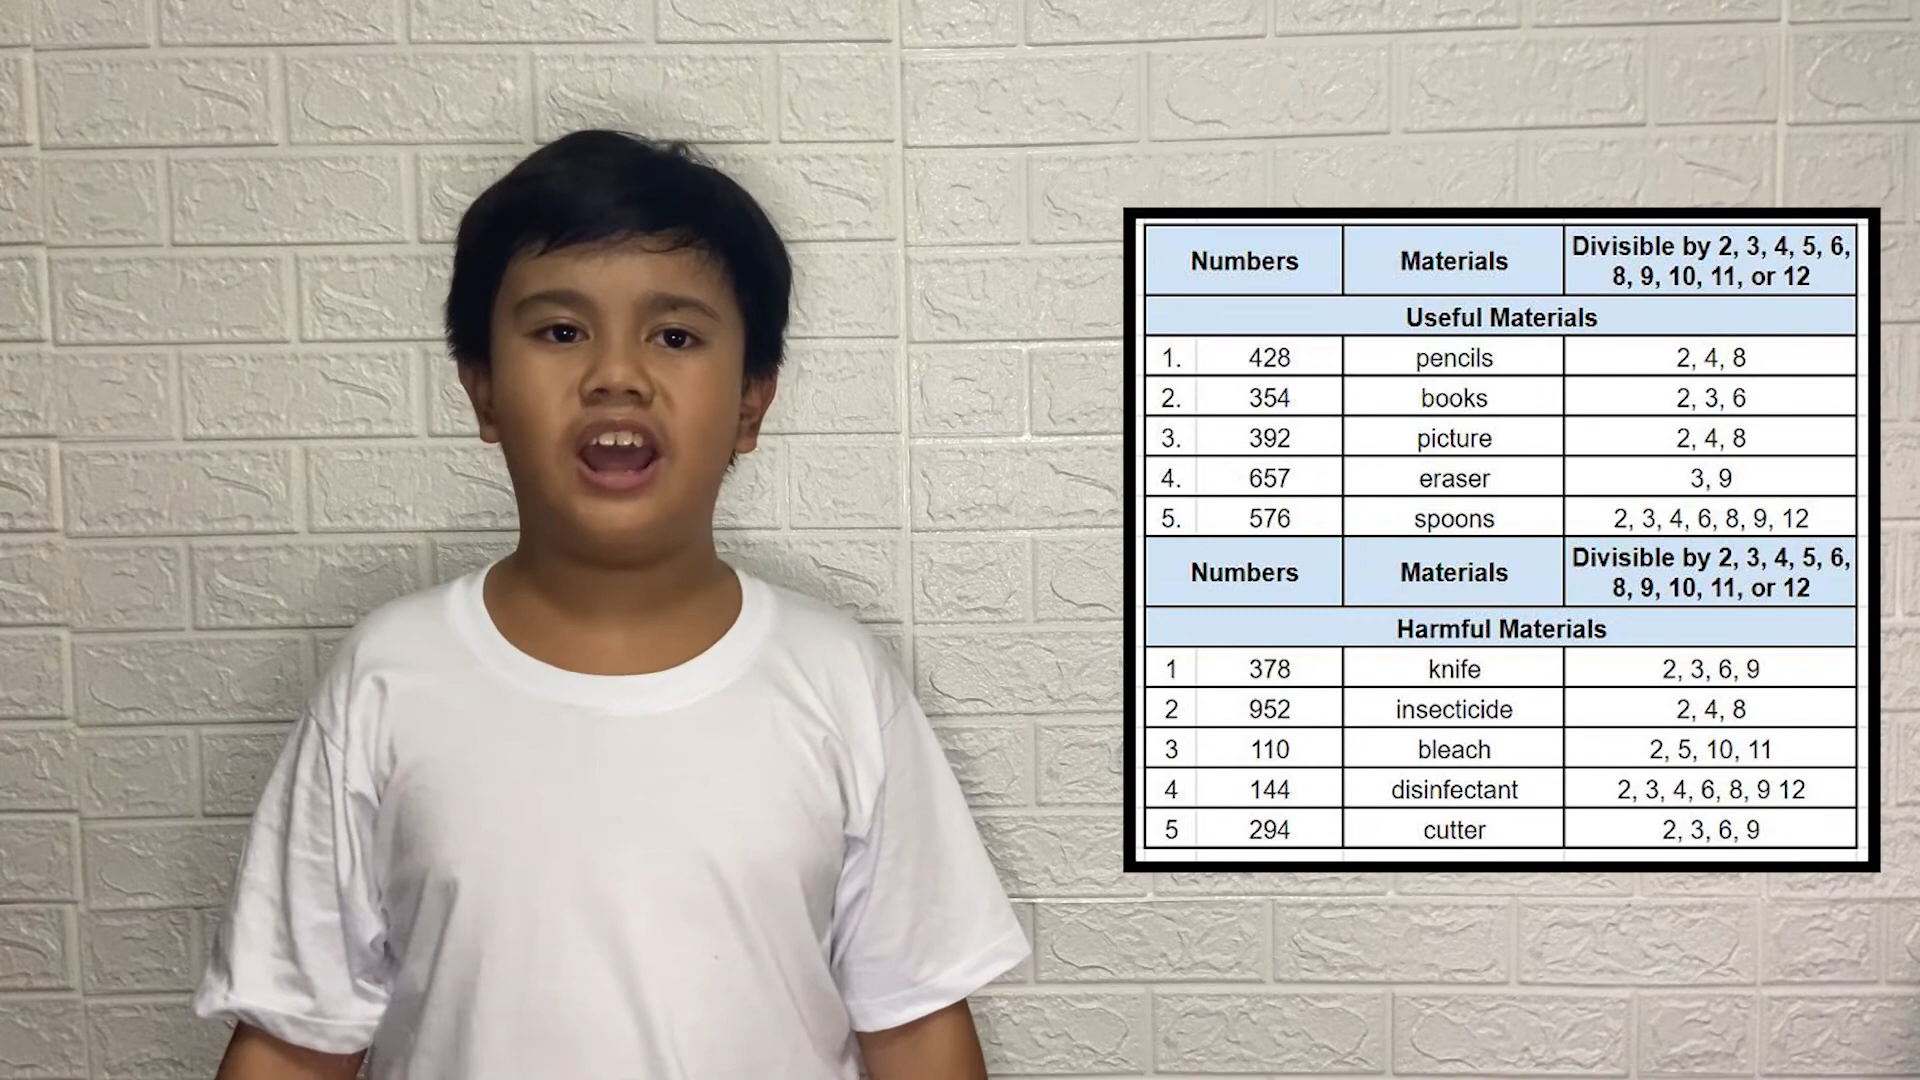 Numbers Materials Divisible by 2, 3, 4, 5, 6,
8, 9, 10, 11, or 12
Useful Materials
1. 428 pencils 2, 4, 8
2. 354 books 2, 3, 6
3. 392 picture 2, 4, 8
4. 657 eraser 3, 9
5. 576 spoons 2, 3, 4, 6, 8, 9, 12
Numbers Materials Divisible by 2, 3, 4, 5, 6,
8, 9, 10, 11, or 12
Harmful Materials
1 378 knife 2, 3, 6, 9
2 952 insecticide 2, 4, 8
3 110 bleach 2, 5, 10, 11
4 144 disinfectant 2, 3, 4, 6, 8, 9 12
5 294 cutter 2, 3, 6, 9